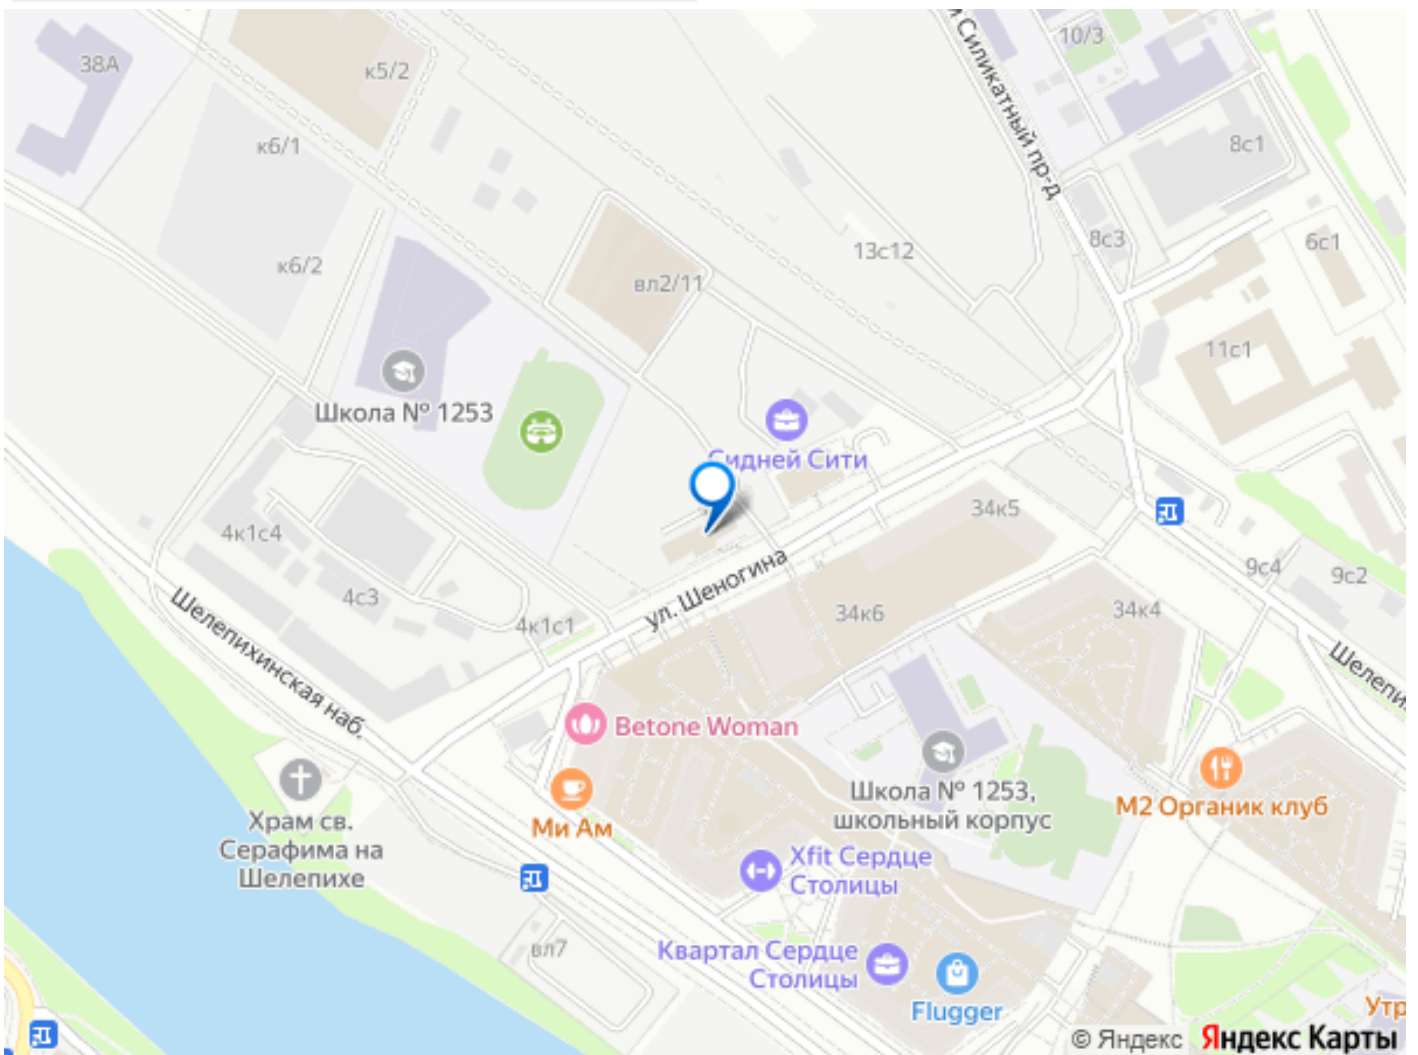 38А
к5/2
10/3
Силикатный пр-д
к6/1
8с1
к6/2
13с12
8с3
6с1
вл2/11
11с1
Школа № 1253
Сидней Сити
34к5
4к1с4
9с4
9с2
4с3
ул. Шеногина
34к6
34к4
4к1с1
Шелепихинская наб.
Betone Woman
Школа № 1253,
школьный корпус
М2 Органик клуб
Ми Ам
Храм св.
Серафима на
Шелепихе
Xfit Сердце
Столицы
вл7
Квартал Сердце
Столицы
Flugger
© Яндекс Яндекс Карты